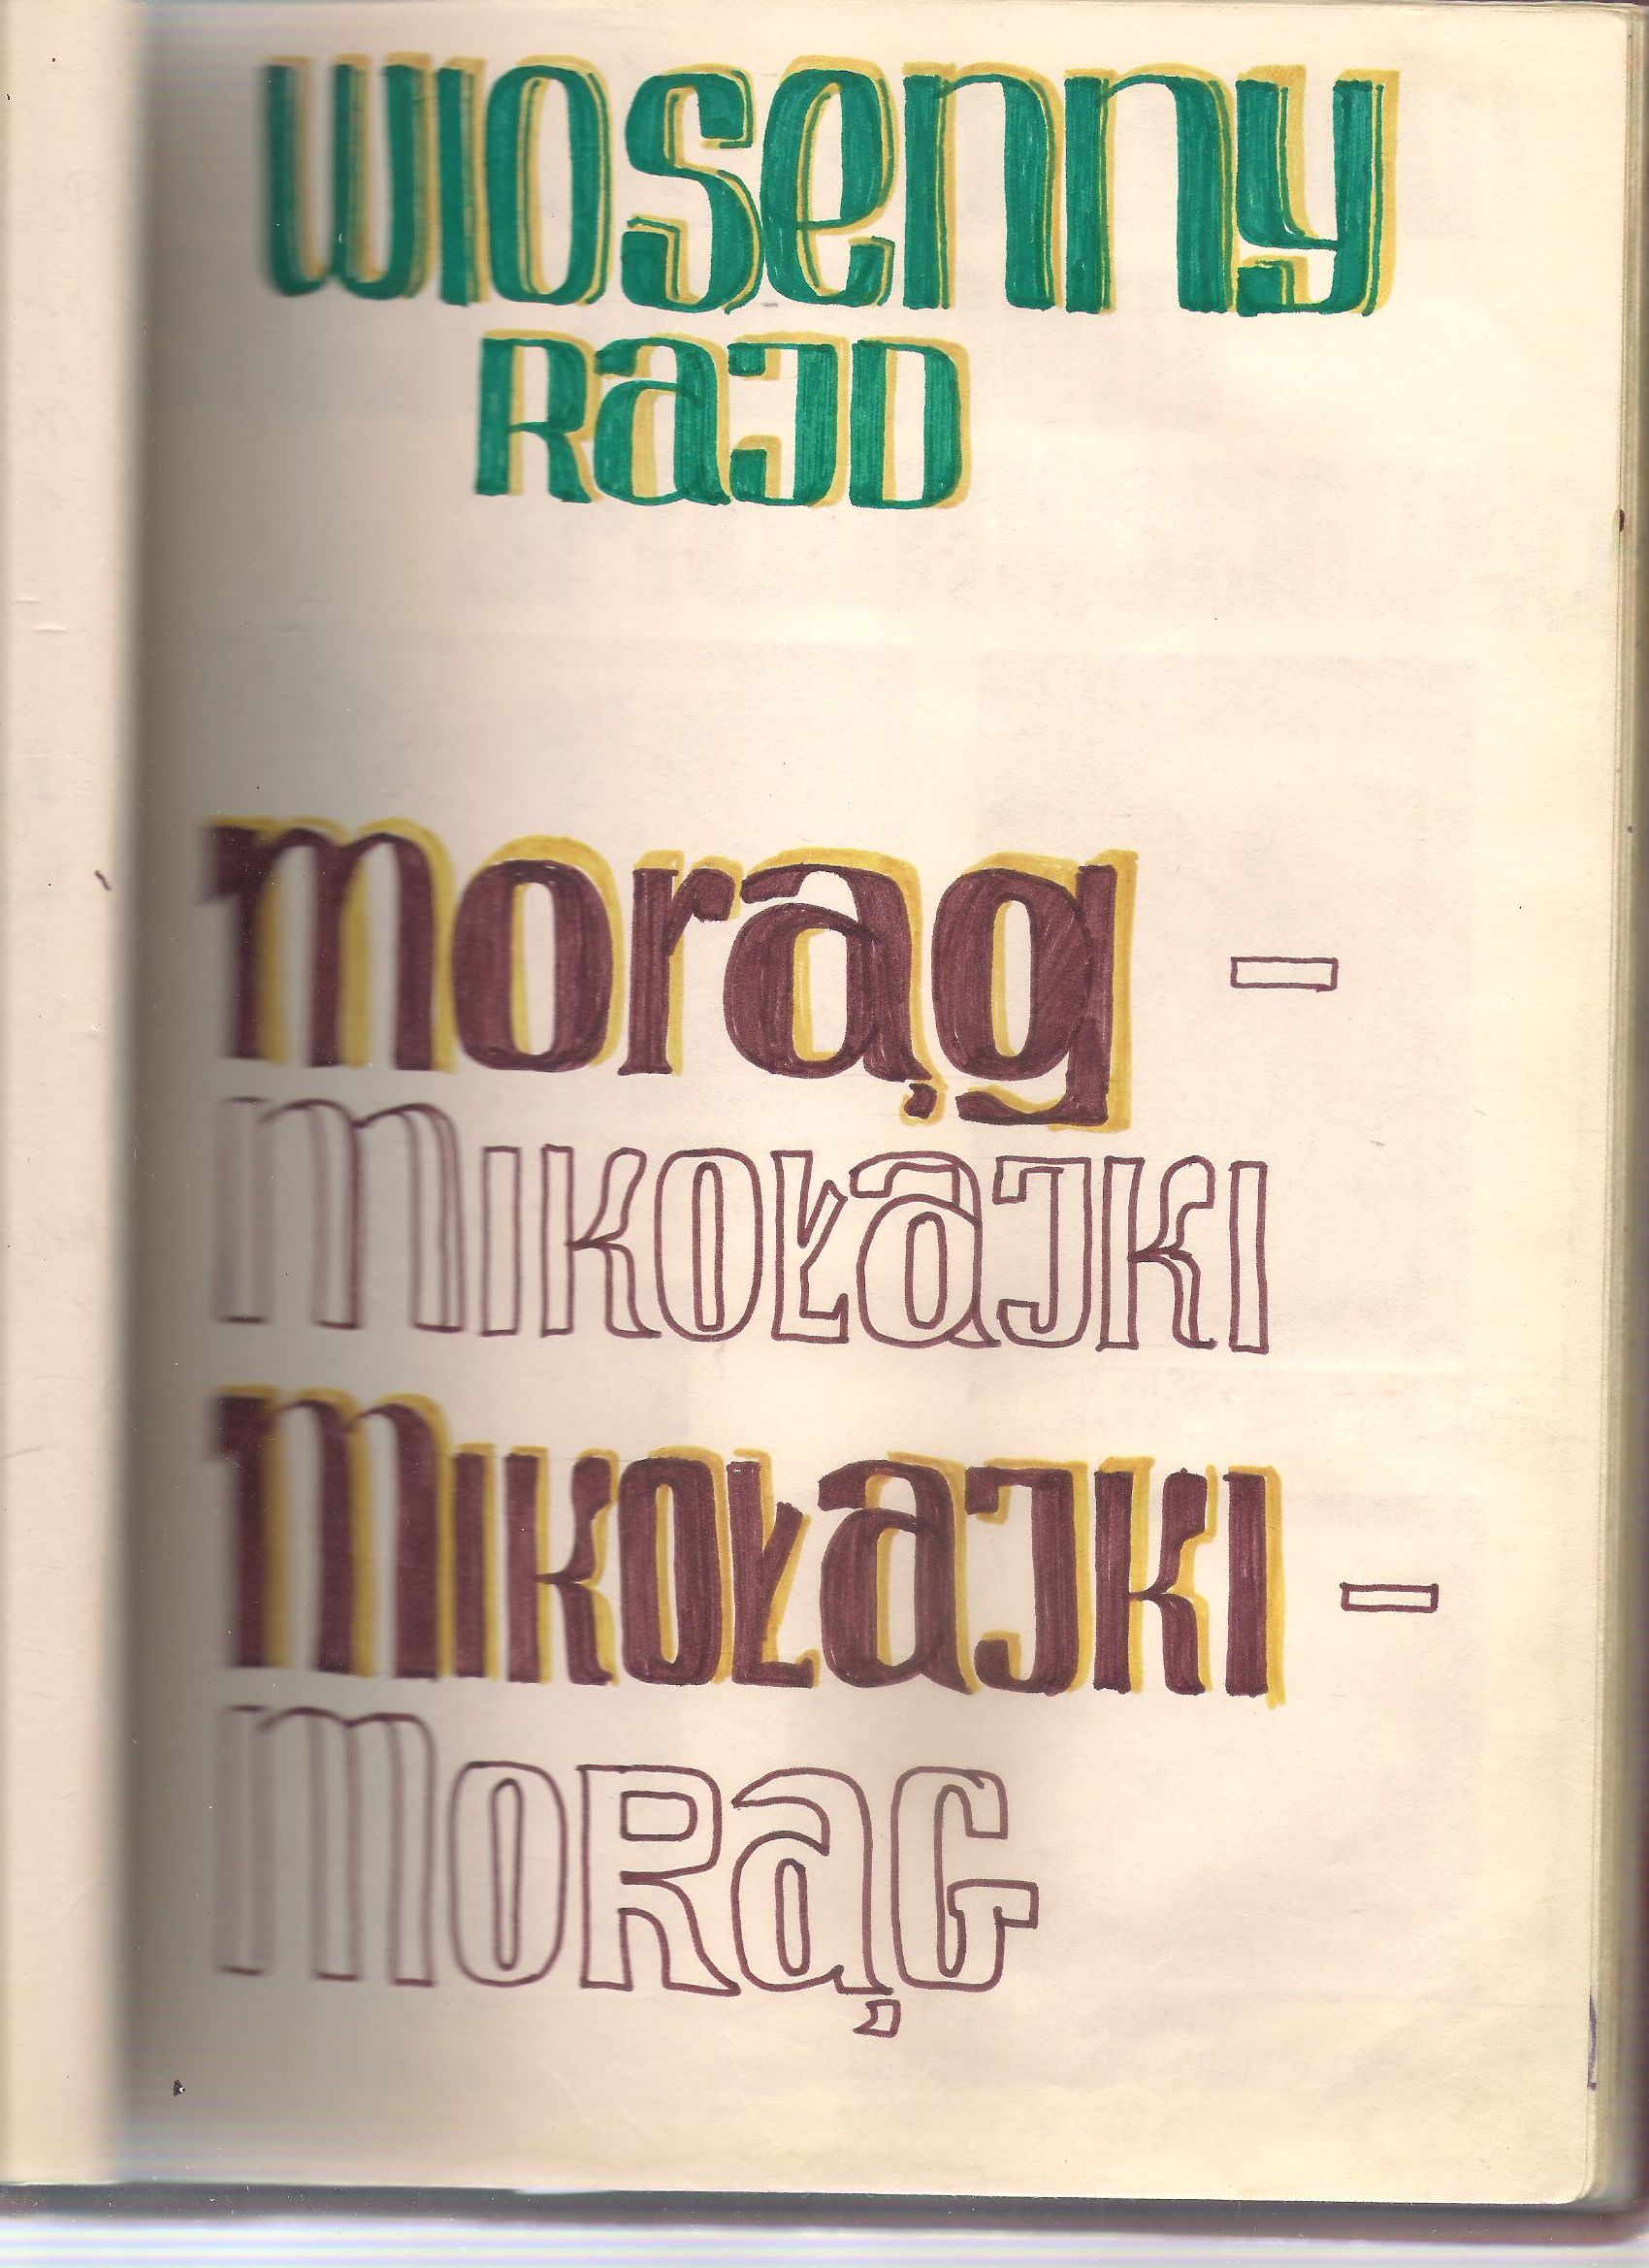 WIOSENNY
RAJD
morąg -
MIKOŁAJKI
MIKOŁAJKI -
MORĄG